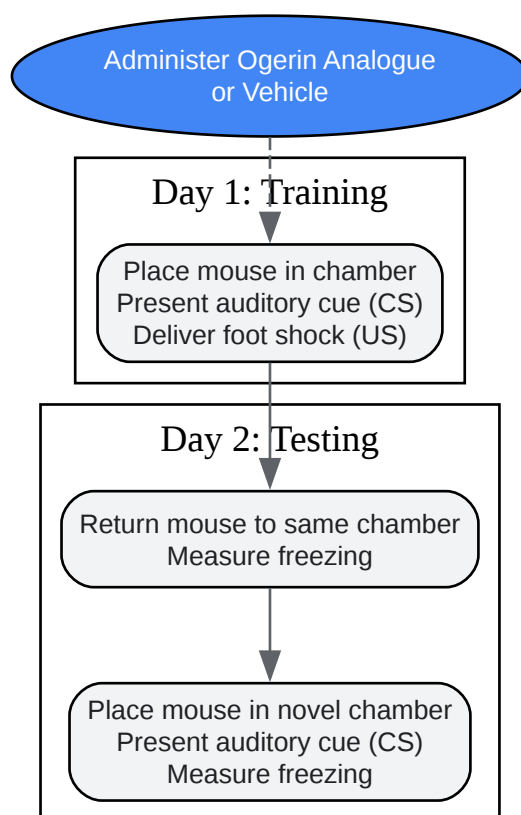 Administer Ogerin Analogue
or Vehicle
Day 1: Training
Place mouse in chamber
Present auditory cue (CS)
Deliver foot shock (US)
Day 2: Testing
Return mouse to same chamber
Measure freezing
Place mouse in novel chamber
Present auditory cue (CS)
Measure freezing